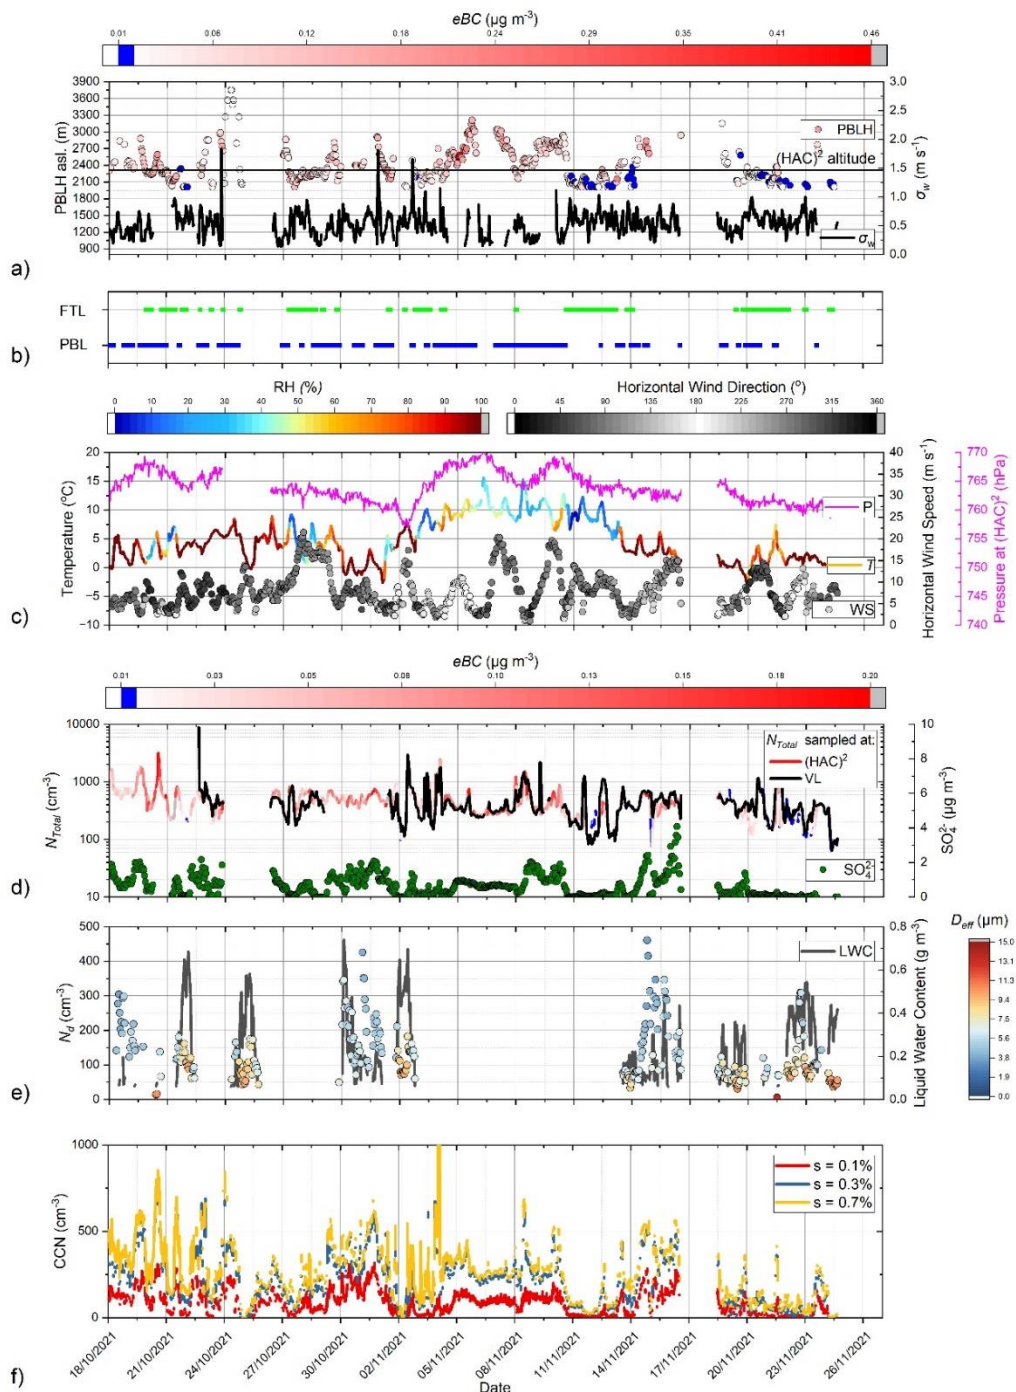 eBC (µg m-3)
0.01 0.06 0.12 0.18 0.24 0.29 0.35 0.41 0.46
3900 3600 3300 3000 2700 2400 2100 1800 1500 1200 900
PBLH asl. (m)
3.0 2.5 2.0 1.5 1.0 0.5 0.0
σw (m s-1)
PBLH
(HAC)2 altitude
σw
a)
FTL
PBL
b)
RH (%)
0 10 20 30 40 50 60 70 80 90 100
Horizontal Wind Direction (°)
0 45 90 135 180 225 270 315 360
20 15 10 5 0 −5 −10
Temperature (°C)
40 35 30 25 20 15 10 5 0
Horizontal Wind Speed (m s-1)
770 765 760 755 750 745 740
Pressure at (HAC)2 (hPa)
P
T
WS
c)
eBC (µg m-3)
0.01 0.03 0.05 0.08 0.10 0.13 0.15 0.18 0.20
10000 1000 100 10
NTotal (cm-3)
10 8 6 4 2 0
SO42- (µg m-3)
NTotal sampled at:
(HAC)2
VL
SO42-
d)
500 400 300 200 100 0
Nd (cm-3)
0.8 0.6 0.4 0.2 0.0
Liquid Water Content (g m-3)
LWC
Deff (µm)
15.0
13.1
11.3
9.4
7.5
5.6
3.8
1.9
0.0
e)
1000 500 0
CCN (cm-3)
s = 0.1%
s = 0.3%
s = 0.7%
18/10/2021 21/10/2021 24/10/2021 27/10/2021 30/10/2021 02/11/2021 05/11/2021 08/11/2021 11/11/2021 14/11/2021 17/11/2021 20/11/2021 23/11/2021 26/11/2021
Date
f)